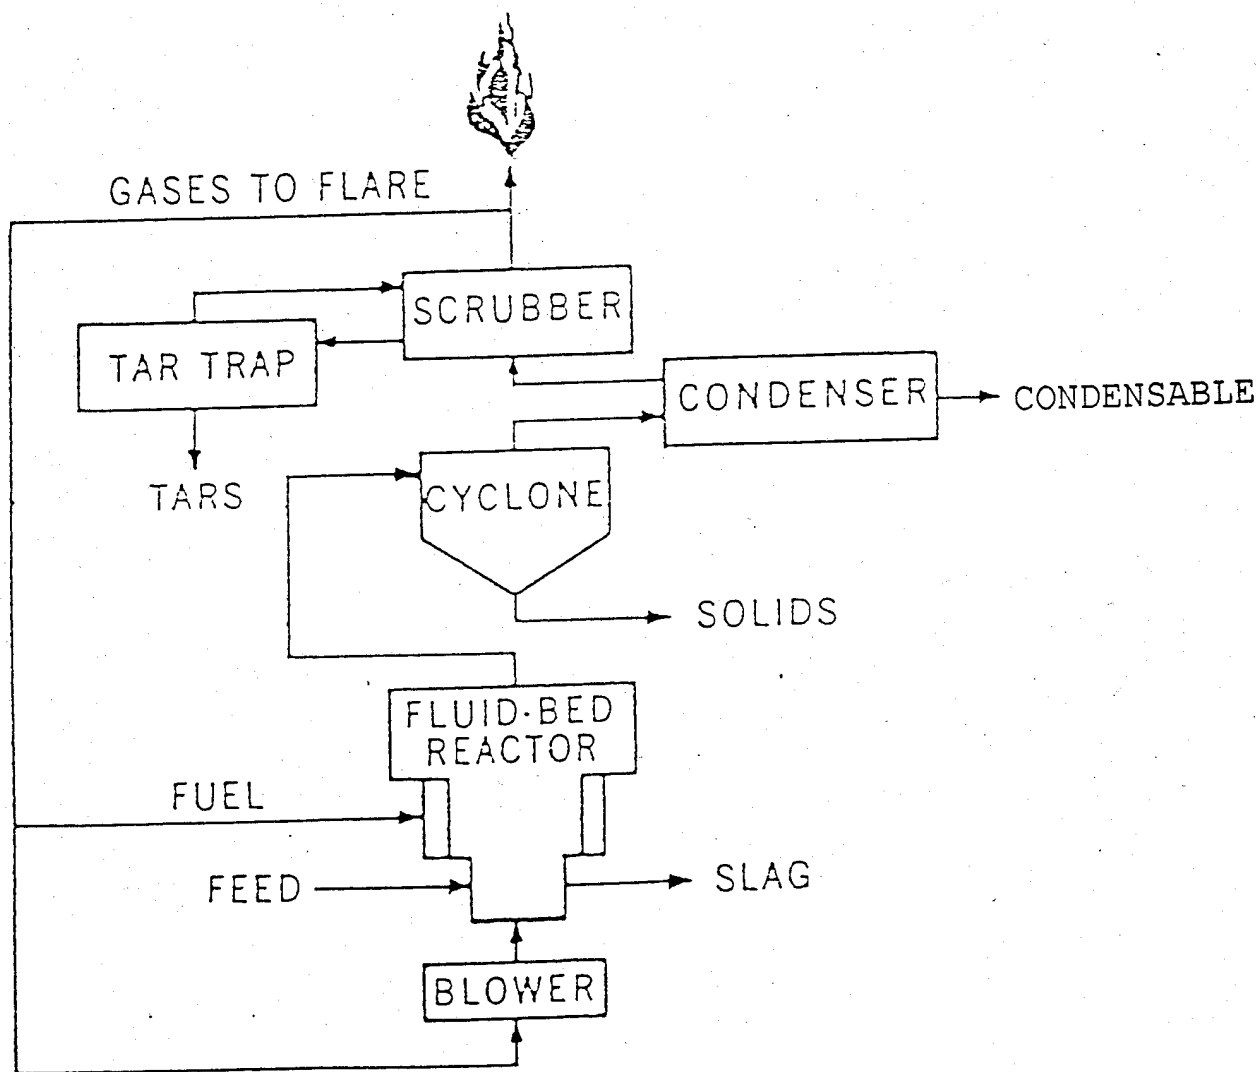 GASES TO FLARE
SCRUBBER
TAR TRAP
CONDENSER
CONDENSABLE
CYCLONE
TARS
SOLIDS
FLUID·BED
REACTOR
FUEL
FEED
SLAG
BLOWER